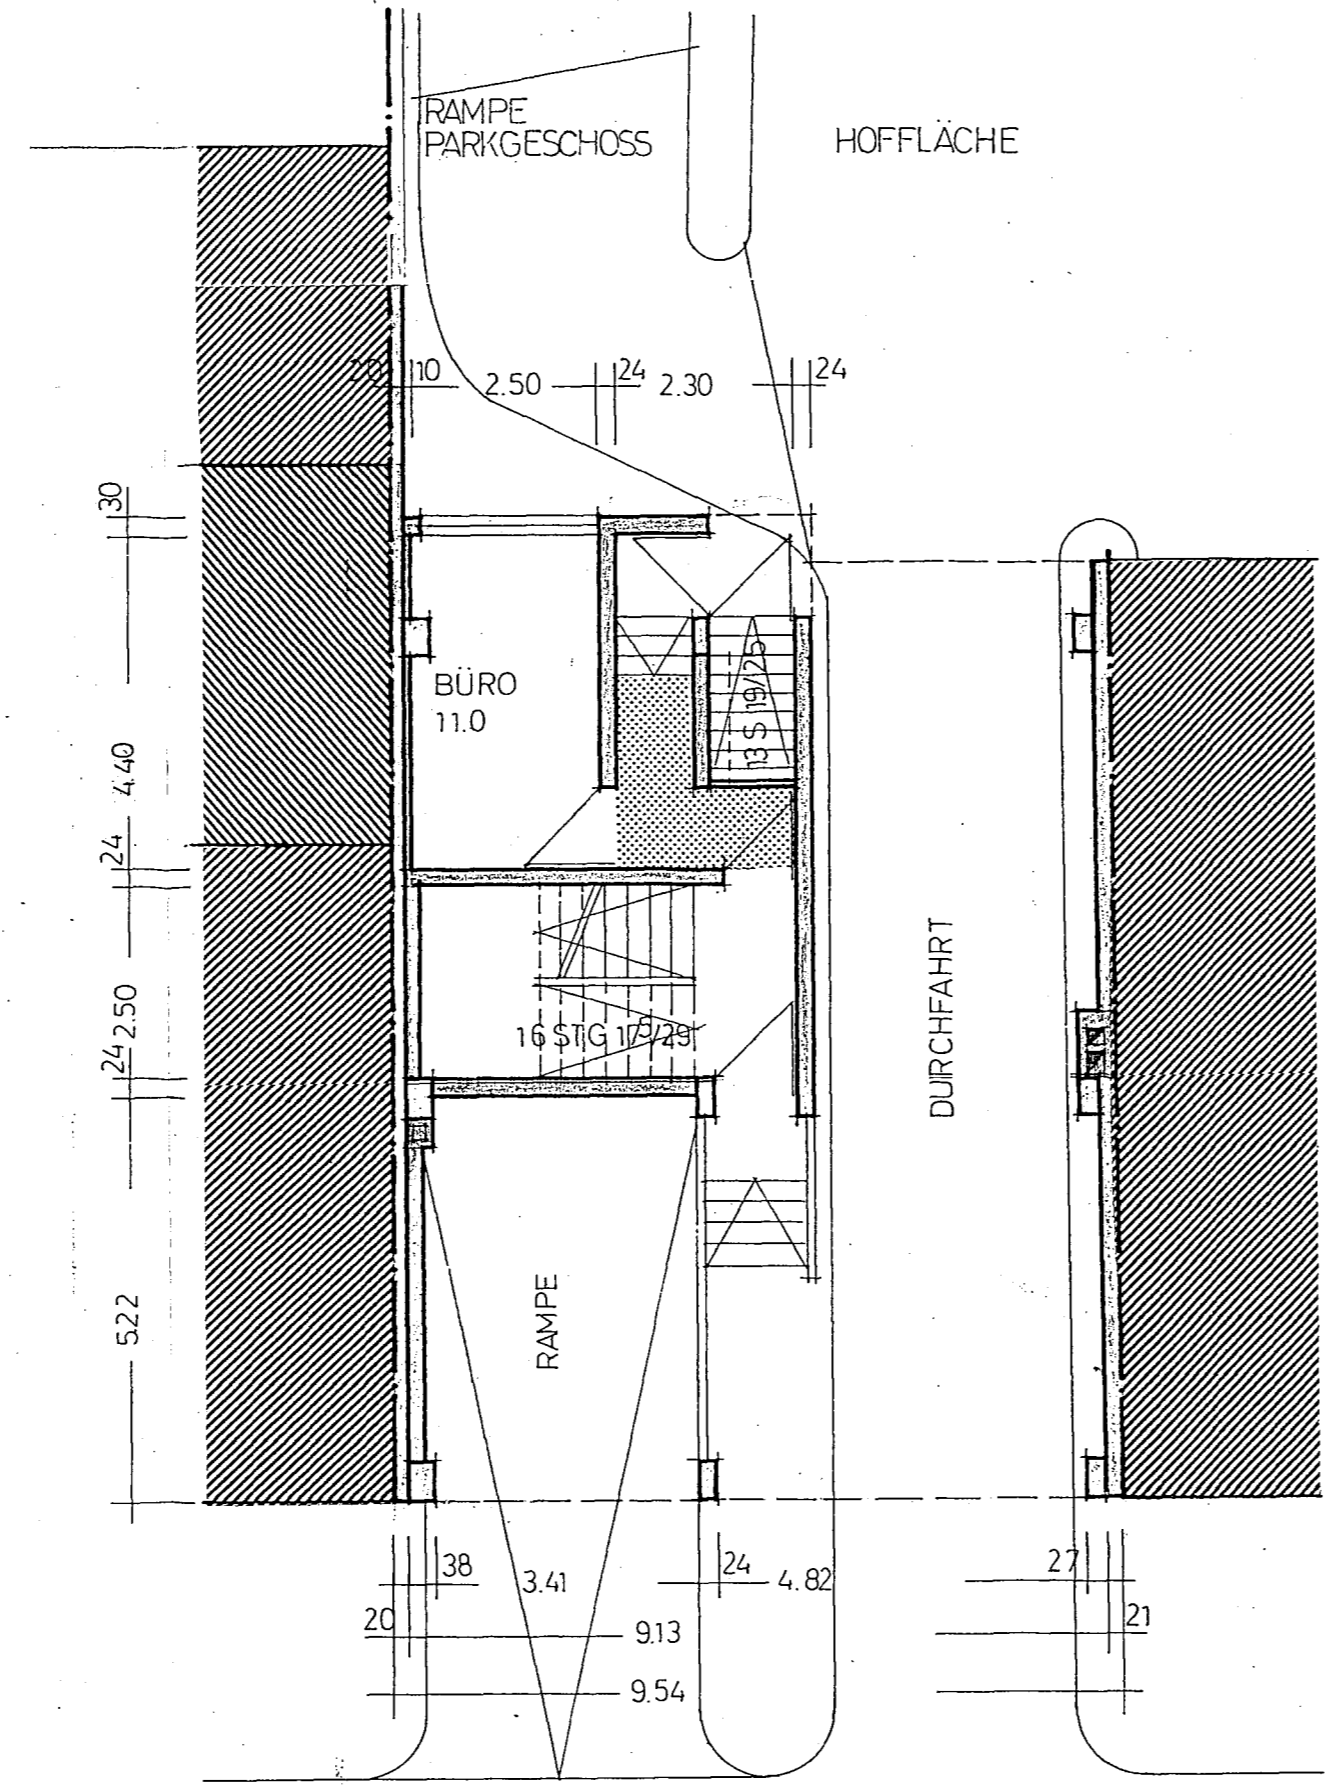 RAMPE
PARKGESCHOSS
HOFFLÄCHE
20 10 2.50 24 2.30 24
30
BÜRO
11.0
13 S 19/25
4.40
24
DURCHFAHRT
2.50
16 STG 17⁵/29
24
RAMPE
5.22
38 3.41 24 4.82 27
20 9.13 21
9.54